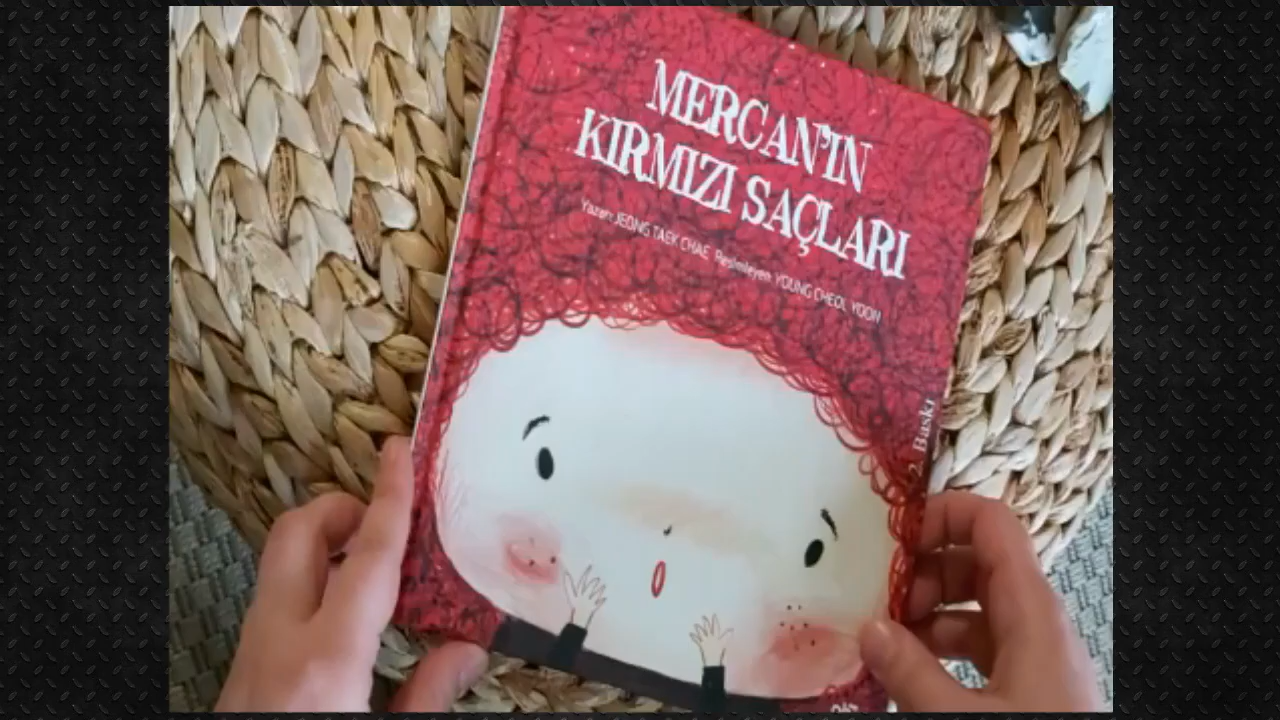 MERCAN'IN
KIRMIZI SAÇLARI
Yazan JEONG TAEK CHAE Resimleyen YOUNG CHEOL YOON
2. Baskı